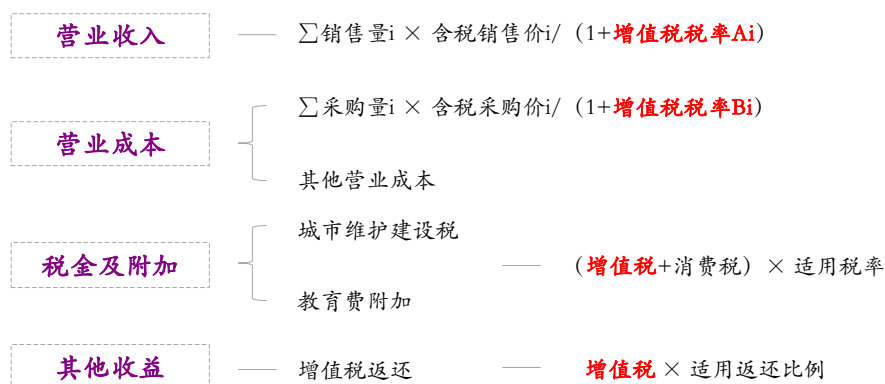 营业收入 ∑销售量i × 含税销售价i/（1+增值税税率Ai）
∑采购量i × 含税采购价i/（1+增值税税率Bi）
营业成本
其他营业成本
城市维护建设税
税金及附加 （增值税+消费税）× 适用税率
教育费附加
其他收益 增值税返还 增值税 × 适用返还比例